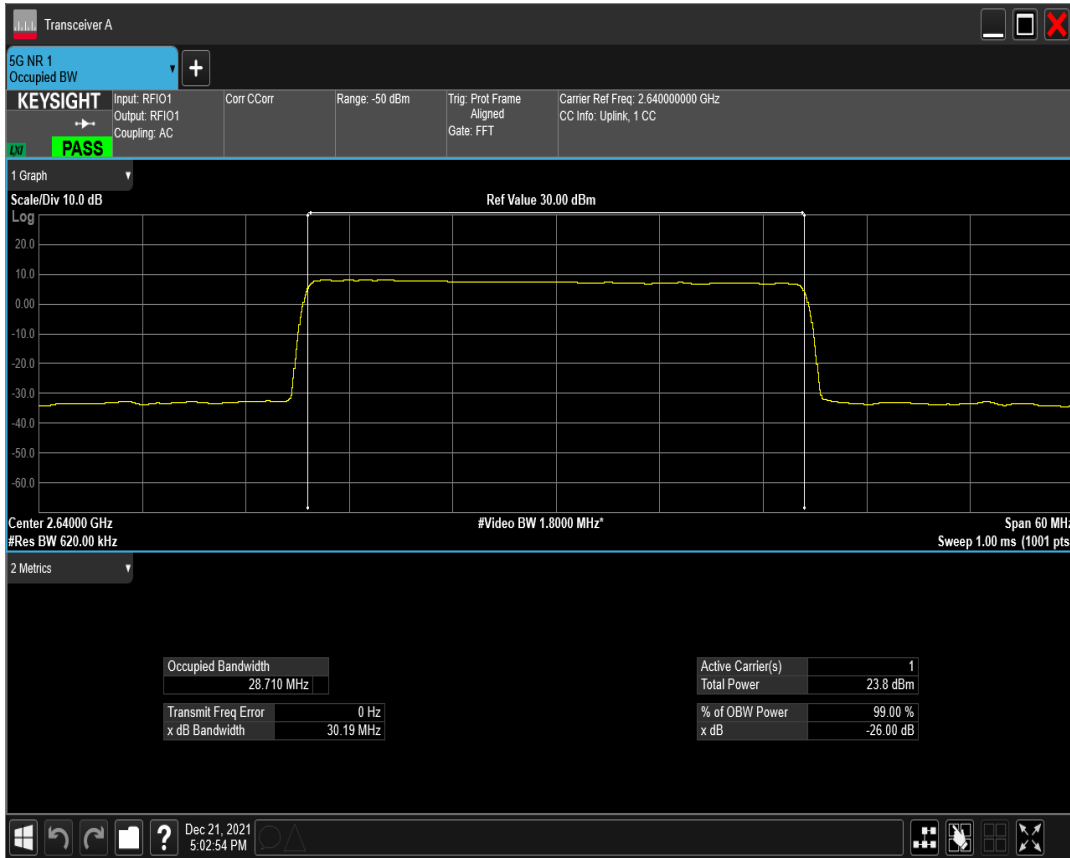 Transceiver A
5G NR 1
Occupied BW
KEYSIGHT
Input: RFIO1
Output: RFIO1
Coupling: AC
Corr CCorr
Range: -50 dBm
Trig: Prot Frame
Aligned
Gate: FFT
Carrier Ref Freq: 2.640000000 GHz
CC Info: Uplink, 1 CC
LXI
PASS
1 Graph
Scale/Div 10.0 dB
Ref Value 30.00 dBm
Log
20.0
10.0
0.00
-10.0
-20.0
-30.0
-40.0
-50.0
-60.0
Center 2.64000 GHz
#Video BW 1.8000 MHz*
Span 60 MHz
#Res BW 620.00 kHz
Sweep 1.00 ms (1001 pts
2 Metrics
Occupied Bandwidth
28.710 MHz
Transmit Freq Error 0 Hz
x dB Bandwidth 30.19 MHz
Active Carrier(s) 1
Total Power 23.8 dBm
% of OBW Power 99.00 %
x dB -26.00 dB
?
Dec 21, 2021
5:02:54 PM